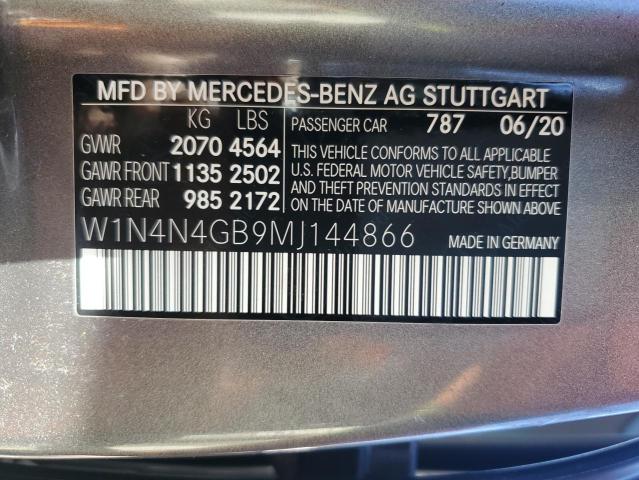 MFD BY MERCEDES-BENZ AG STUTTGART
KG LBS
GVWR 2070 4564
GAWR FRONT 1135 2502
GAWR REAR 985 2172
PASSENGER CAR 787 06/20
THIS VEHICLE CONFORMS TO ALL APPLICABLE
U.S. FEDERAL MOTOR VEHICLE SAFETY,BUMPER
AND THEFT PREVENTION STANDARDS IN EFFECT
ON THE DATE OF MANUFACTURE SHOWN ABOVE
W1N4N4GB9MJ144866 MADE IN GERMANY